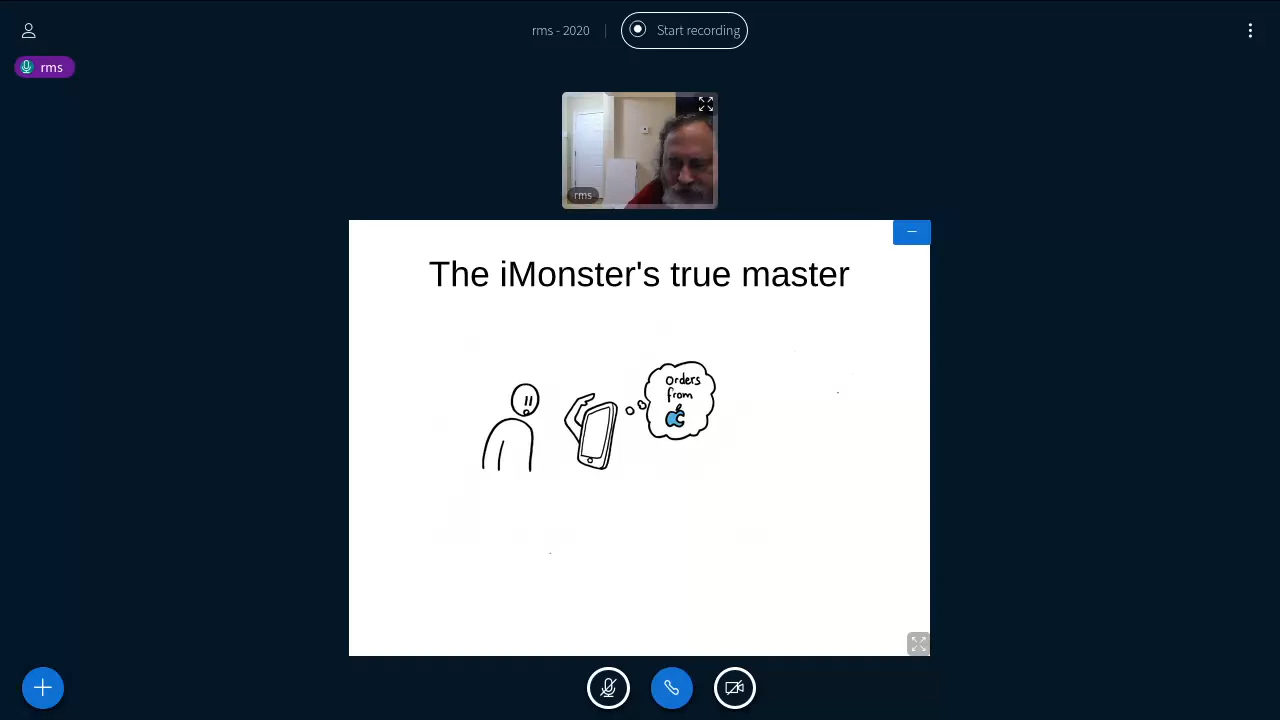 rms - 2020
Start recording
rms
rms
The iMonster's true master
orders
from